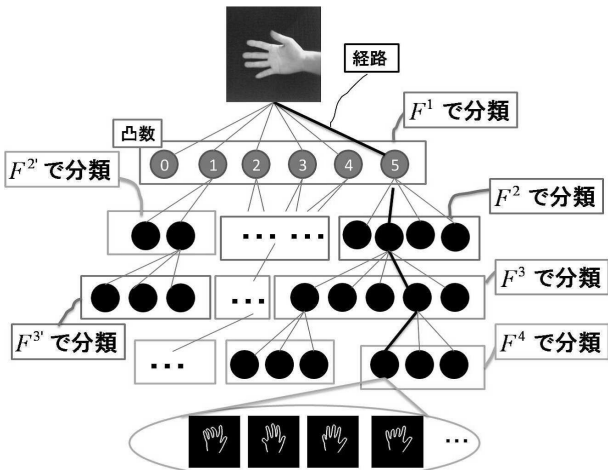 経路
凸数
F¹ で分類
0 1 2 3 4 5
F²' で分類
F² で分類
... ...
...
F³ で分類
F³' で分類
F⁴ で分類
...
...